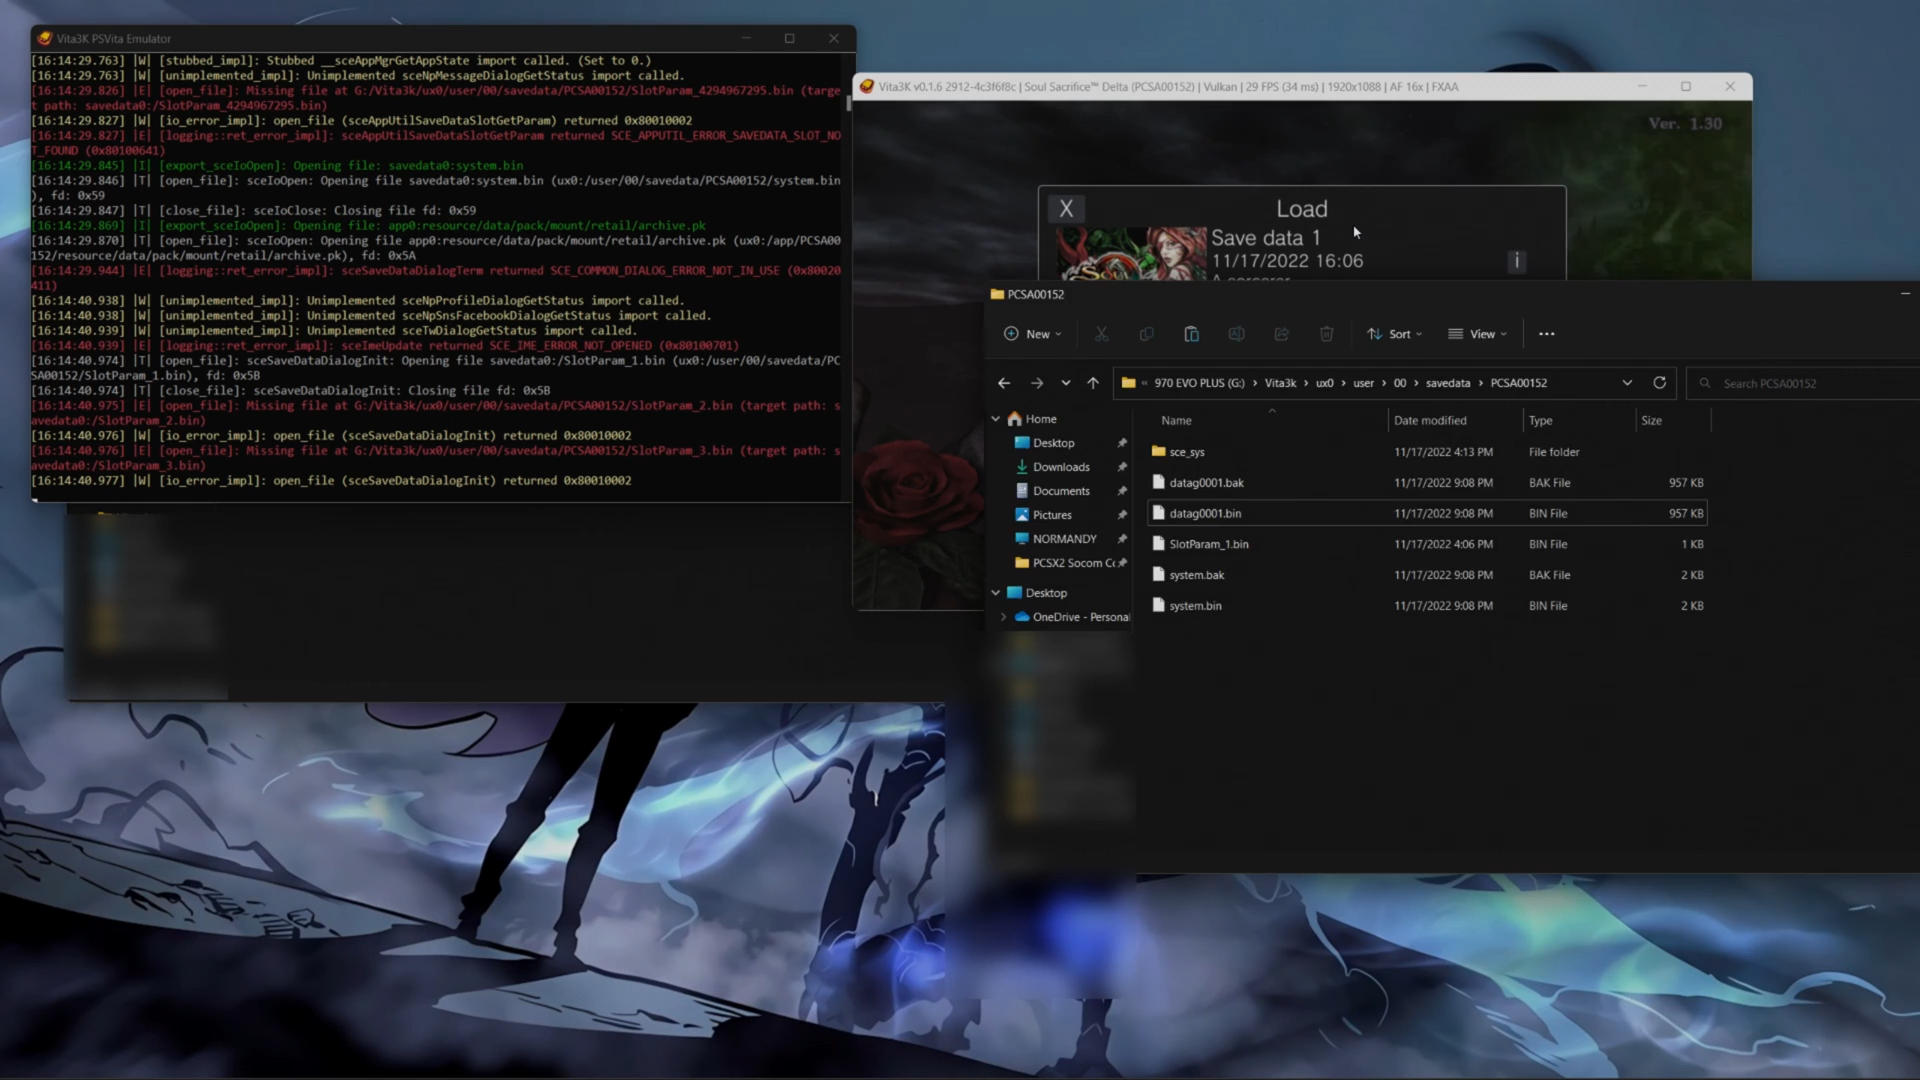 Vita3K PSVita Emulator
[16:14:29.763] |W| [stubbed_impl]: Stubbed __sceAppMgrGetAppState import called. (Set to 0.)
[16:14:29.763] |W| [unimplemented_impl]: Unimplemented sceNpMessageDialogGetStatus import called.
[16:14:29.826] |E| [open_file]: Missing file at G:/Vita3k/ux0/user/00/savedata/PCSA00152/SlotParam_4294967295.bin (targe
t path: savedata0:/SlotParam_4294967295.bin)
[16:14:29.827] |W| [io_error_impl]: open_file (sceAppUtilSaveDataSlotGetParam) returned 0x80010002
[16:14:29.827] |E| [logging::ret_error_impl]: sceAppUtilSaveDataSlotGetParam returned SCE_APPUTIL_ERROR_SAVEDATA_SLOT_NO
T_FOUND (0x80100641)
[16:14:29.845] |I| [export_sceIoOpen]: Opening file: savedata0:system.bin
[16:14:29.846] |T| [open_file]: sceIoOpen: Opening file savedata0:system.bin (ux0:/user/00/savedata/PCSA00152/system.bin
), fd: 0x59
[16:14:29.847] |T| [close_file]: sceIoClose: Closing file fd: 0x59
[16:14:29.869] |I| [export_sceIoOpen]: Opening file: app0:resource/data/pack/mount/retail/archive.pk
[16:14:29.870] |T| [open_file]: sceIoOpen: Opening file app0:resource/data/pack/mount/retail/archive.pk (ux0:/app/PCSA00
152/resource/data/pack/mount/retail/archive.pk), fd: 0x5A
[16:14:29.944] |E| [logging::ret_error_impl]: sceSaveDataDialogTerm returned SCE_COMMON_DIALOG_ERROR_NOT_IN_USE (0x80020
411)
[16:14:40.938] |W| [unimplemented_impl]: Unimplemented sceNpProfileDialogGetStatus import called.
[16:14:40.938] |W| [unimplemented_impl]: Unimplemented sceNpSnsFacebookDialogGetStatus import called.
[16:14:40.939] |W| [unimplemented_impl]: Unimplemented sceTwDialogGetStatus import called.
[16:14:40.939] |E| [logging::ret_error_impl]: sceImeUpdate returned SCE_IME_ERROR_NOT_OPENED (0x80100701)
[16:14:40.974] |T| [open_file]: sceSaveDataDialogInit: Opening file savedata0:/SlotParam_1.bin (ux0:/user/00/savedata/PC
SA00152/SlotParam_1.bin), fd: 0x5B
[16:14:40.974] |T| [close_file]: sceSaveDataDialogInit: Closing file fd: 0x5B
[16:14:40.975] |E| [open_file]: Missing file at G:/Vita3k/ux0/user/00/savedata/PCSA00152/SlotParam_2.bin (target path: s
avedata0:/SlotParam_2.bin)
[16:14:40.976] |W| [io_error_impl]: open_file (sceSaveDataDialogInit) returned 0x80010002
[16:14:40.976] |E| [open_file]: Missing file at G:/Vita3k/ux0/user/00/savedata/PCSA00152/SlotParam_3.bin (target path: s
avedata0:/SlotParam_3.bin)
[16:14:40.977] |W| [io_error_impl]: open_file (sceSaveDataDialogInit) returned 0x80010002
Vita3K v0.1.6 2912-4c3f6f8c | Soul Sacrifice™ Delta (PCSA00152) | Vulkan | 29 FPS (34 ms) | 1920x1088 | AF 16x | FXAA
Ver. 1.30
X Load
Save data 1
11/17/2022 16:06
i
PCSA00152
New Sort View
« 970 EVO PLUS (G:) › Vita3k › ux0 › user › 00 › savedata › PCSA00152
Search PCSA00152
Home
Desktop
Downloads
Documents
Pictures
NORMANDY
PCSX2 Socom Co
Desktop
OneDrive - Personal
Name Date modified Type Size
sce_sys 11/17/2022 4:13 PM File folder
datag0001.bak 11/17/2022 9:08 PM BAK File 957 KB
datag0001.bin 11/17/2022 9:08 PM BIN File 957 KB
SlotParam_1.bin 11/17/2022 4:06 PM BIN File 1 KB
system.bak 11/17/2022 9:08 PM BAK File 2 KB
system.bin 11/17/2022 9:08 PM BIN File 2 KB